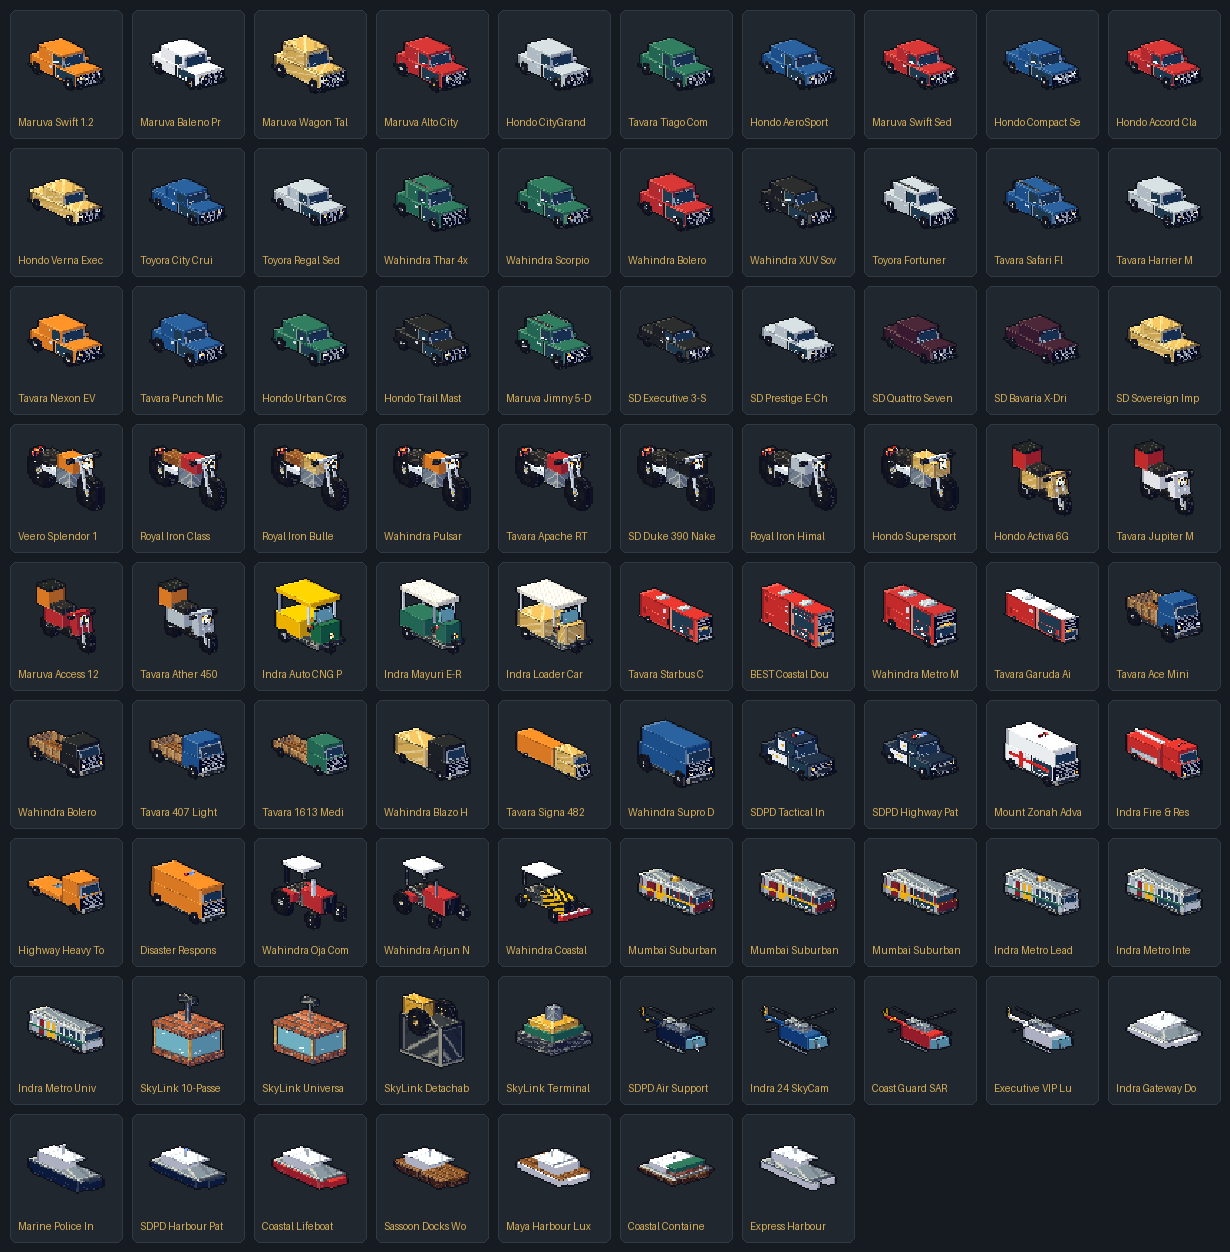 Maruva Swift 1.2
Maruva Baleno Pr
Maruva Wagon Tal
Maruva Alto City
Hondo CityGrand
Tavara Tiago Com
Hondo AeroSport
Maruva Swift Sed
Hondo Compact Se
Hondo Accord Cla
Hondo Verna Exec
Toyora City Crui
Toyora Regal Sed
Wahindra Thar 4x
Wahindra Scorpio
Wahindra Bolero
Wahindra XUV Sov
Toyora Fortuner
Tavara Safari Fl
Tavara Harrier M
Tavara Nexon EV
Tavara Punch Mic
Hondo Urban Cros
Hondo Trail Mast
Maruva Jimny 5-D
SD Executive 3-S
SD Prestige E-Ch
SD Quattro Seven
SD Bavaria X-Dri
SD Sovereign Imp
Veero Splendor 1
Royal Iron Class
Royal Iron Bulle
Wahindra Pulsar
Tavara Apache RT
SD Duke 390 Nake
Royal Iron Himal
Hondo Supersport
Hondo Activa 6G
Tavara Jupiter M
Maruva Access 12
Tavara Ather 450
Indra Auto CNG P
Indra Mayuri E-R
Indra Loader Car
Tavara Starbus C
BEST Coastal Dou
Wahindra Metro M
Tavara Garuda Ai
Tavara Ace Mini
Wahindra Bolero
Tavara 407 Light
Tavara 1613 Medi
Wahindra Blazo H
Tavara Signa 482
Wahindra Supro D
SDPD Tactical In
SDPD Highway Pat
Mount Zonah Adva
Indra Fire & Res
Highway Heavy To
Disaster Respons
Wahindra Oja Com
Wahindra Arjun N
Wahindra Coastal
Mumbai Suburban
Mumbai Suburban
Mumbai Suburban
Indra Metro Lead
Indra Metro Inte
Indra Metro Univ
SkyLink 10-Passe
SkyLink Universa
SkyLink Detachab
SkyLink Terminal
SDPD Air Support
Indra 24 SkyCam
Coast Guard SAR
Executive VIP Lu
Indra Gateway Do
Marine Police In
SDPD Harbour Pat
Coastal Lifeboat
Sassoon Docks Wo
Maya Harbour Lux
Coastal Containe
Express Harbour